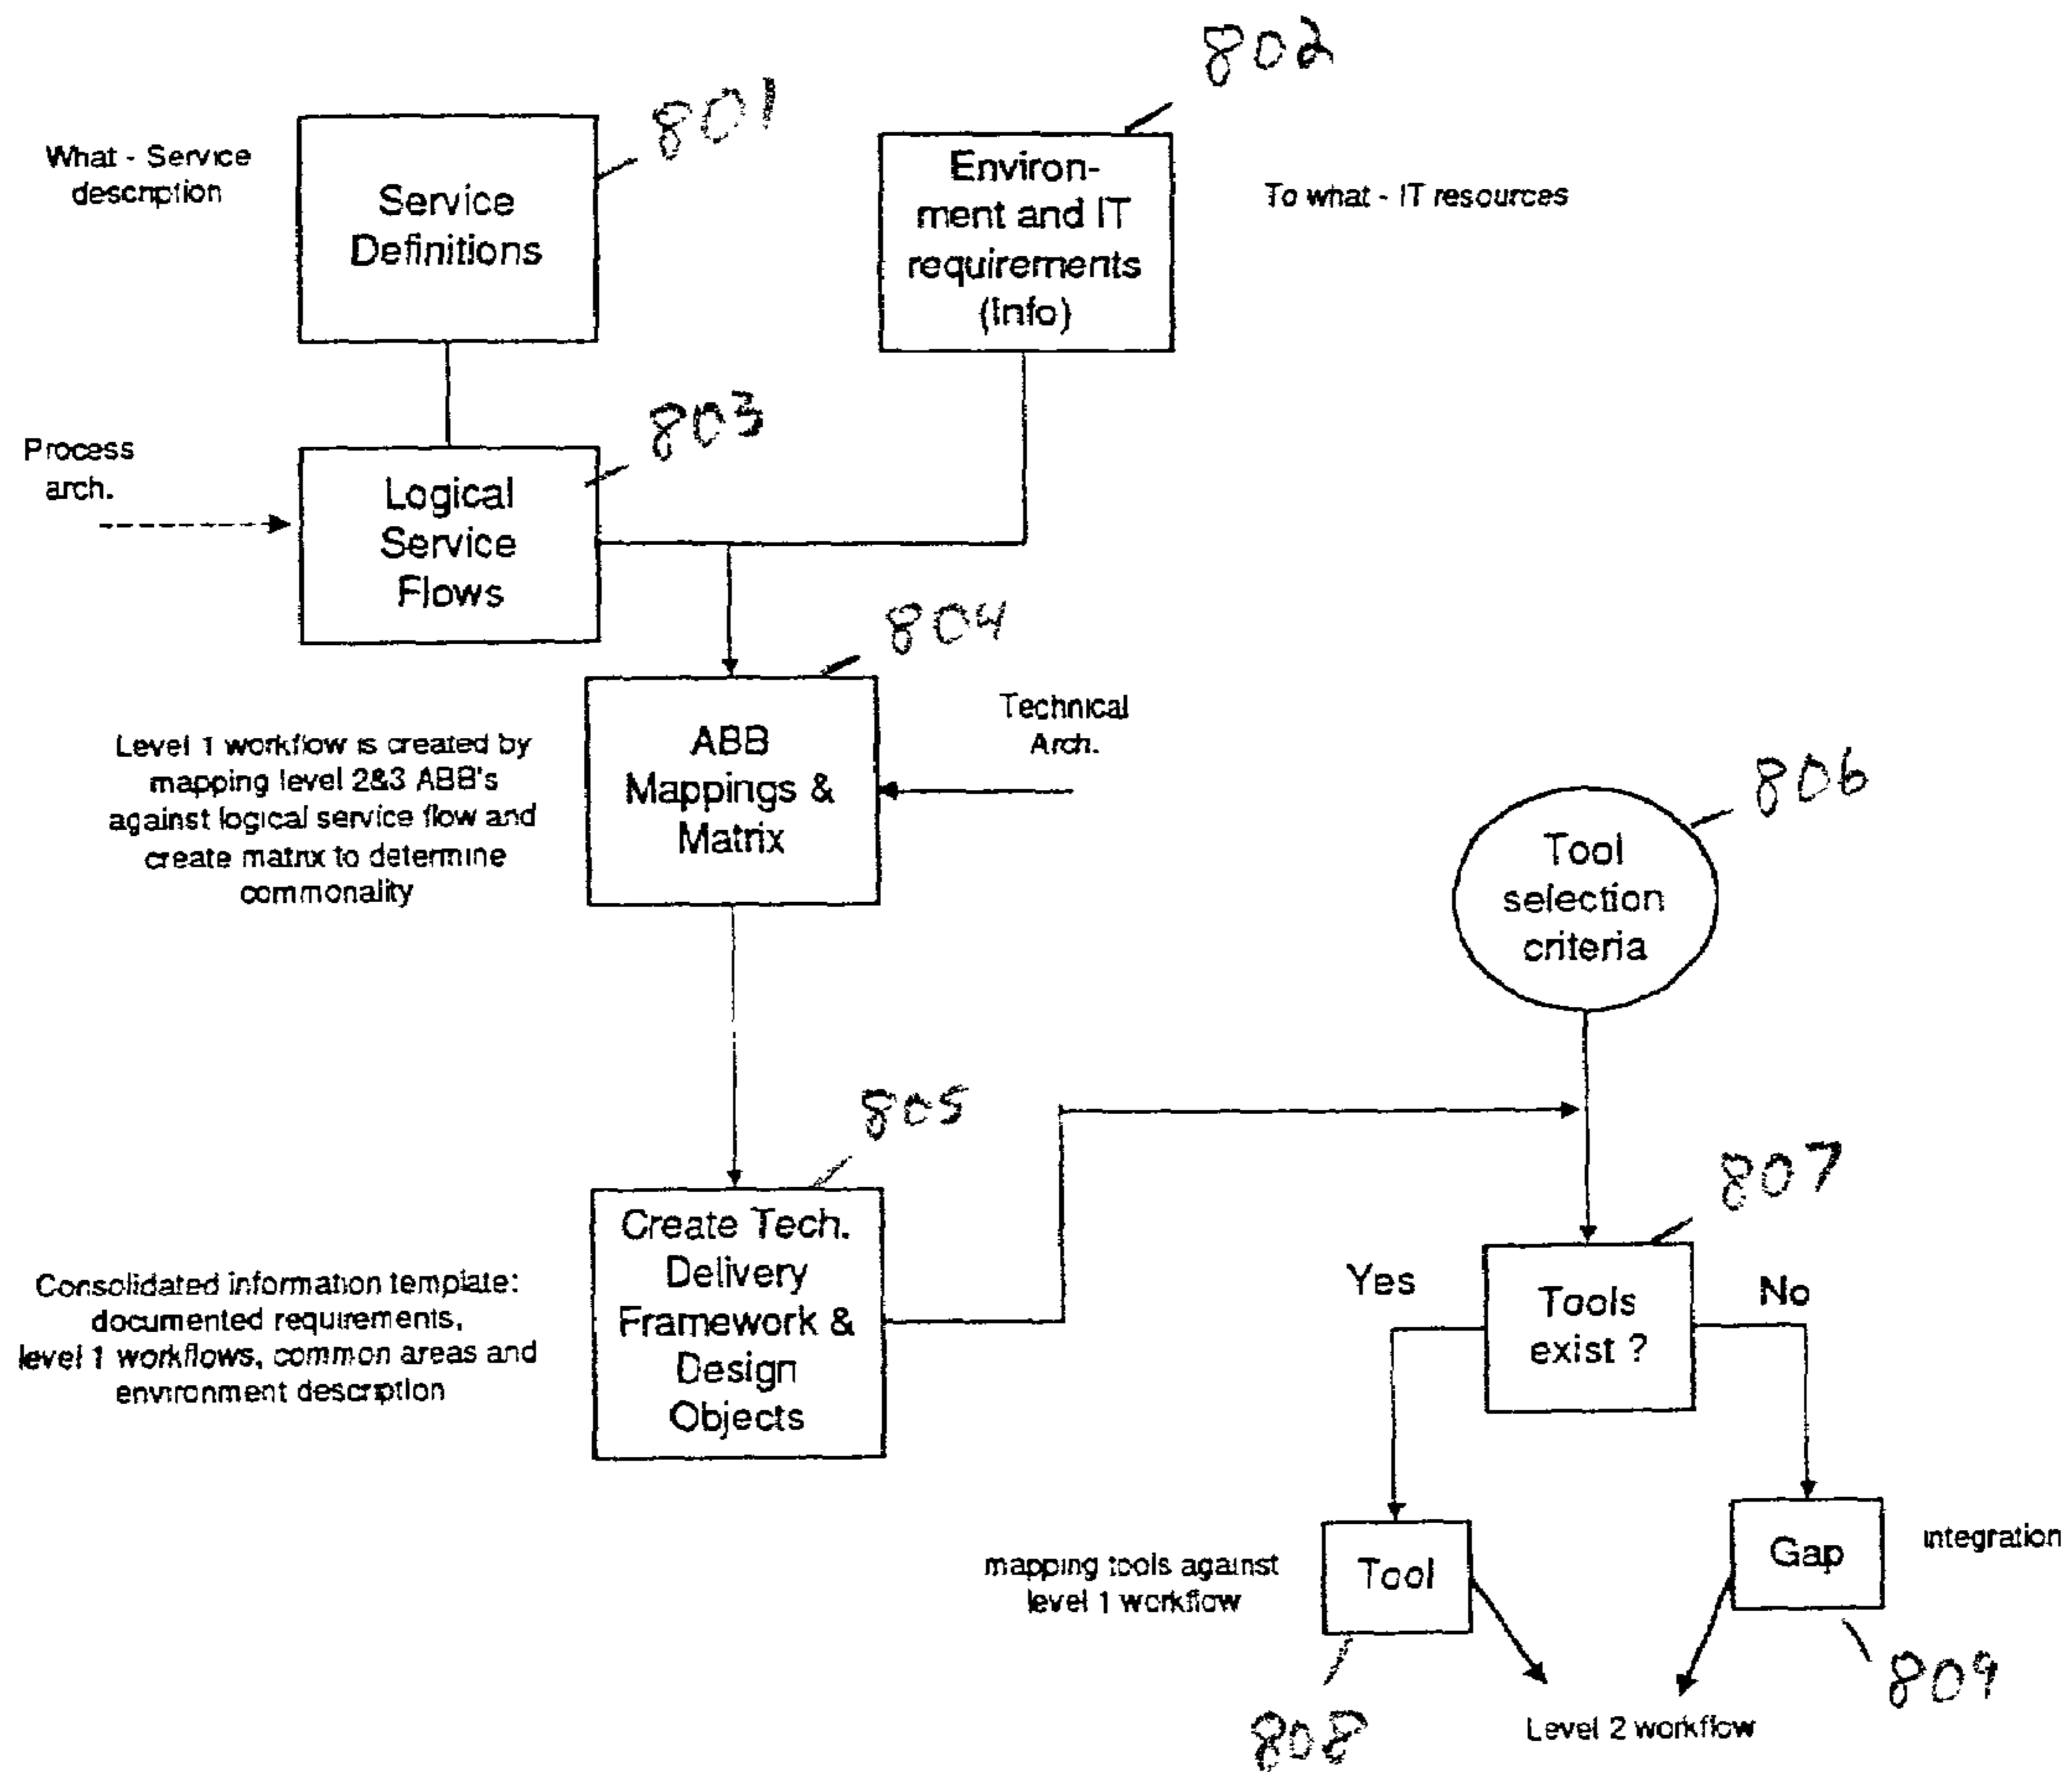 802
801
What - Service
description
Service
Definitions
Environ-
ment and IT
requirements
(Info)
To what - IT resources
803
Process
arch.
Logical
Service
Flows
804
Technical
Arch.
Level 1 workflow is created by
mapping level 2&3 ABB's
against logical service flow and
create matrix to determine
commonality
ABB
Mappings &
Matrix
806
Tool
selection
criteria
805
807
Consolidated information template:
documented requirements,
level 1 workflows, common areas and
environment description
Create Tech.
Delivery
Framework &
Design
Objects
Yes
No
Tools
exist ?
mapping tools against
level 1 workflow
Tool
Gap
integration
808
809
Level 2 workflow